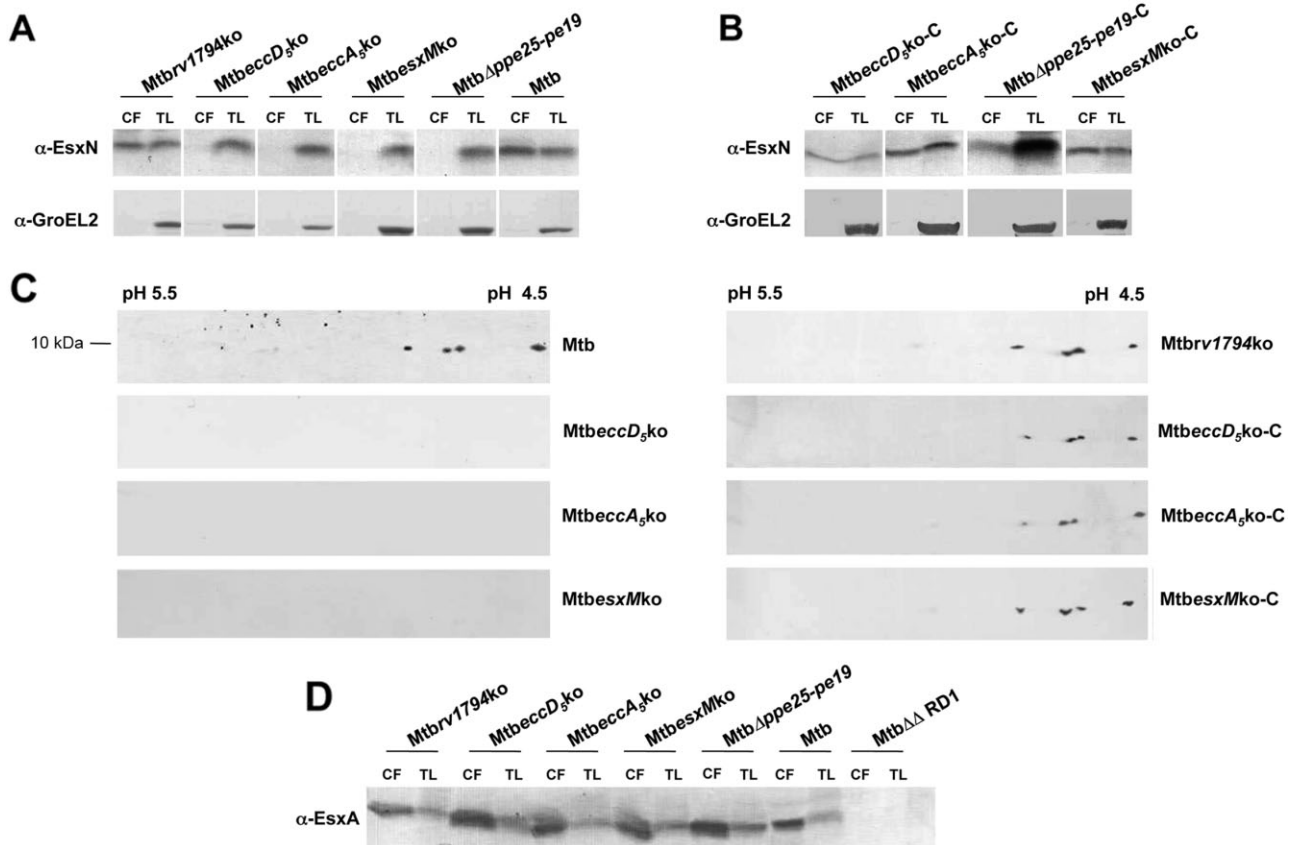 A
Mtbrv1794ko
MtbeccD5ko
MtbeccA5ko
MtbesxMko
MtbΔppe25-pe19
Mtb
CF TL CF TL CF TL CF TL CF TL CF TL
α-EsxN
α-GroEL2
B
MtbeccD5ko-C
MtbeccA5ko-C
MtbΔppe25-pe19-C
MtbesxMko-C
CF TL CF TL CF TL CF TL
α-EsxN
α-GroEL2
C
pH 5.5 pH 4.5
10 kDa
Mtb
MtbeccD5ko
MtbeccA5ko
MtbesxMko
pH 5.5 pH 4.5
Mtbrv1794ko
MtbeccD5ko-C
MtbeccA5ko-C
MtbesxMko-C
D
Mtbrv1794ko
MtbeccD5ko
MtbeccA5ko
MtbesxMko
MtbΔppe25-pe19
Mtb
MtbΔΔ RD1
CF TL CF TL CF TL CF TL CF TL CF TL CF TL
α-EsxA